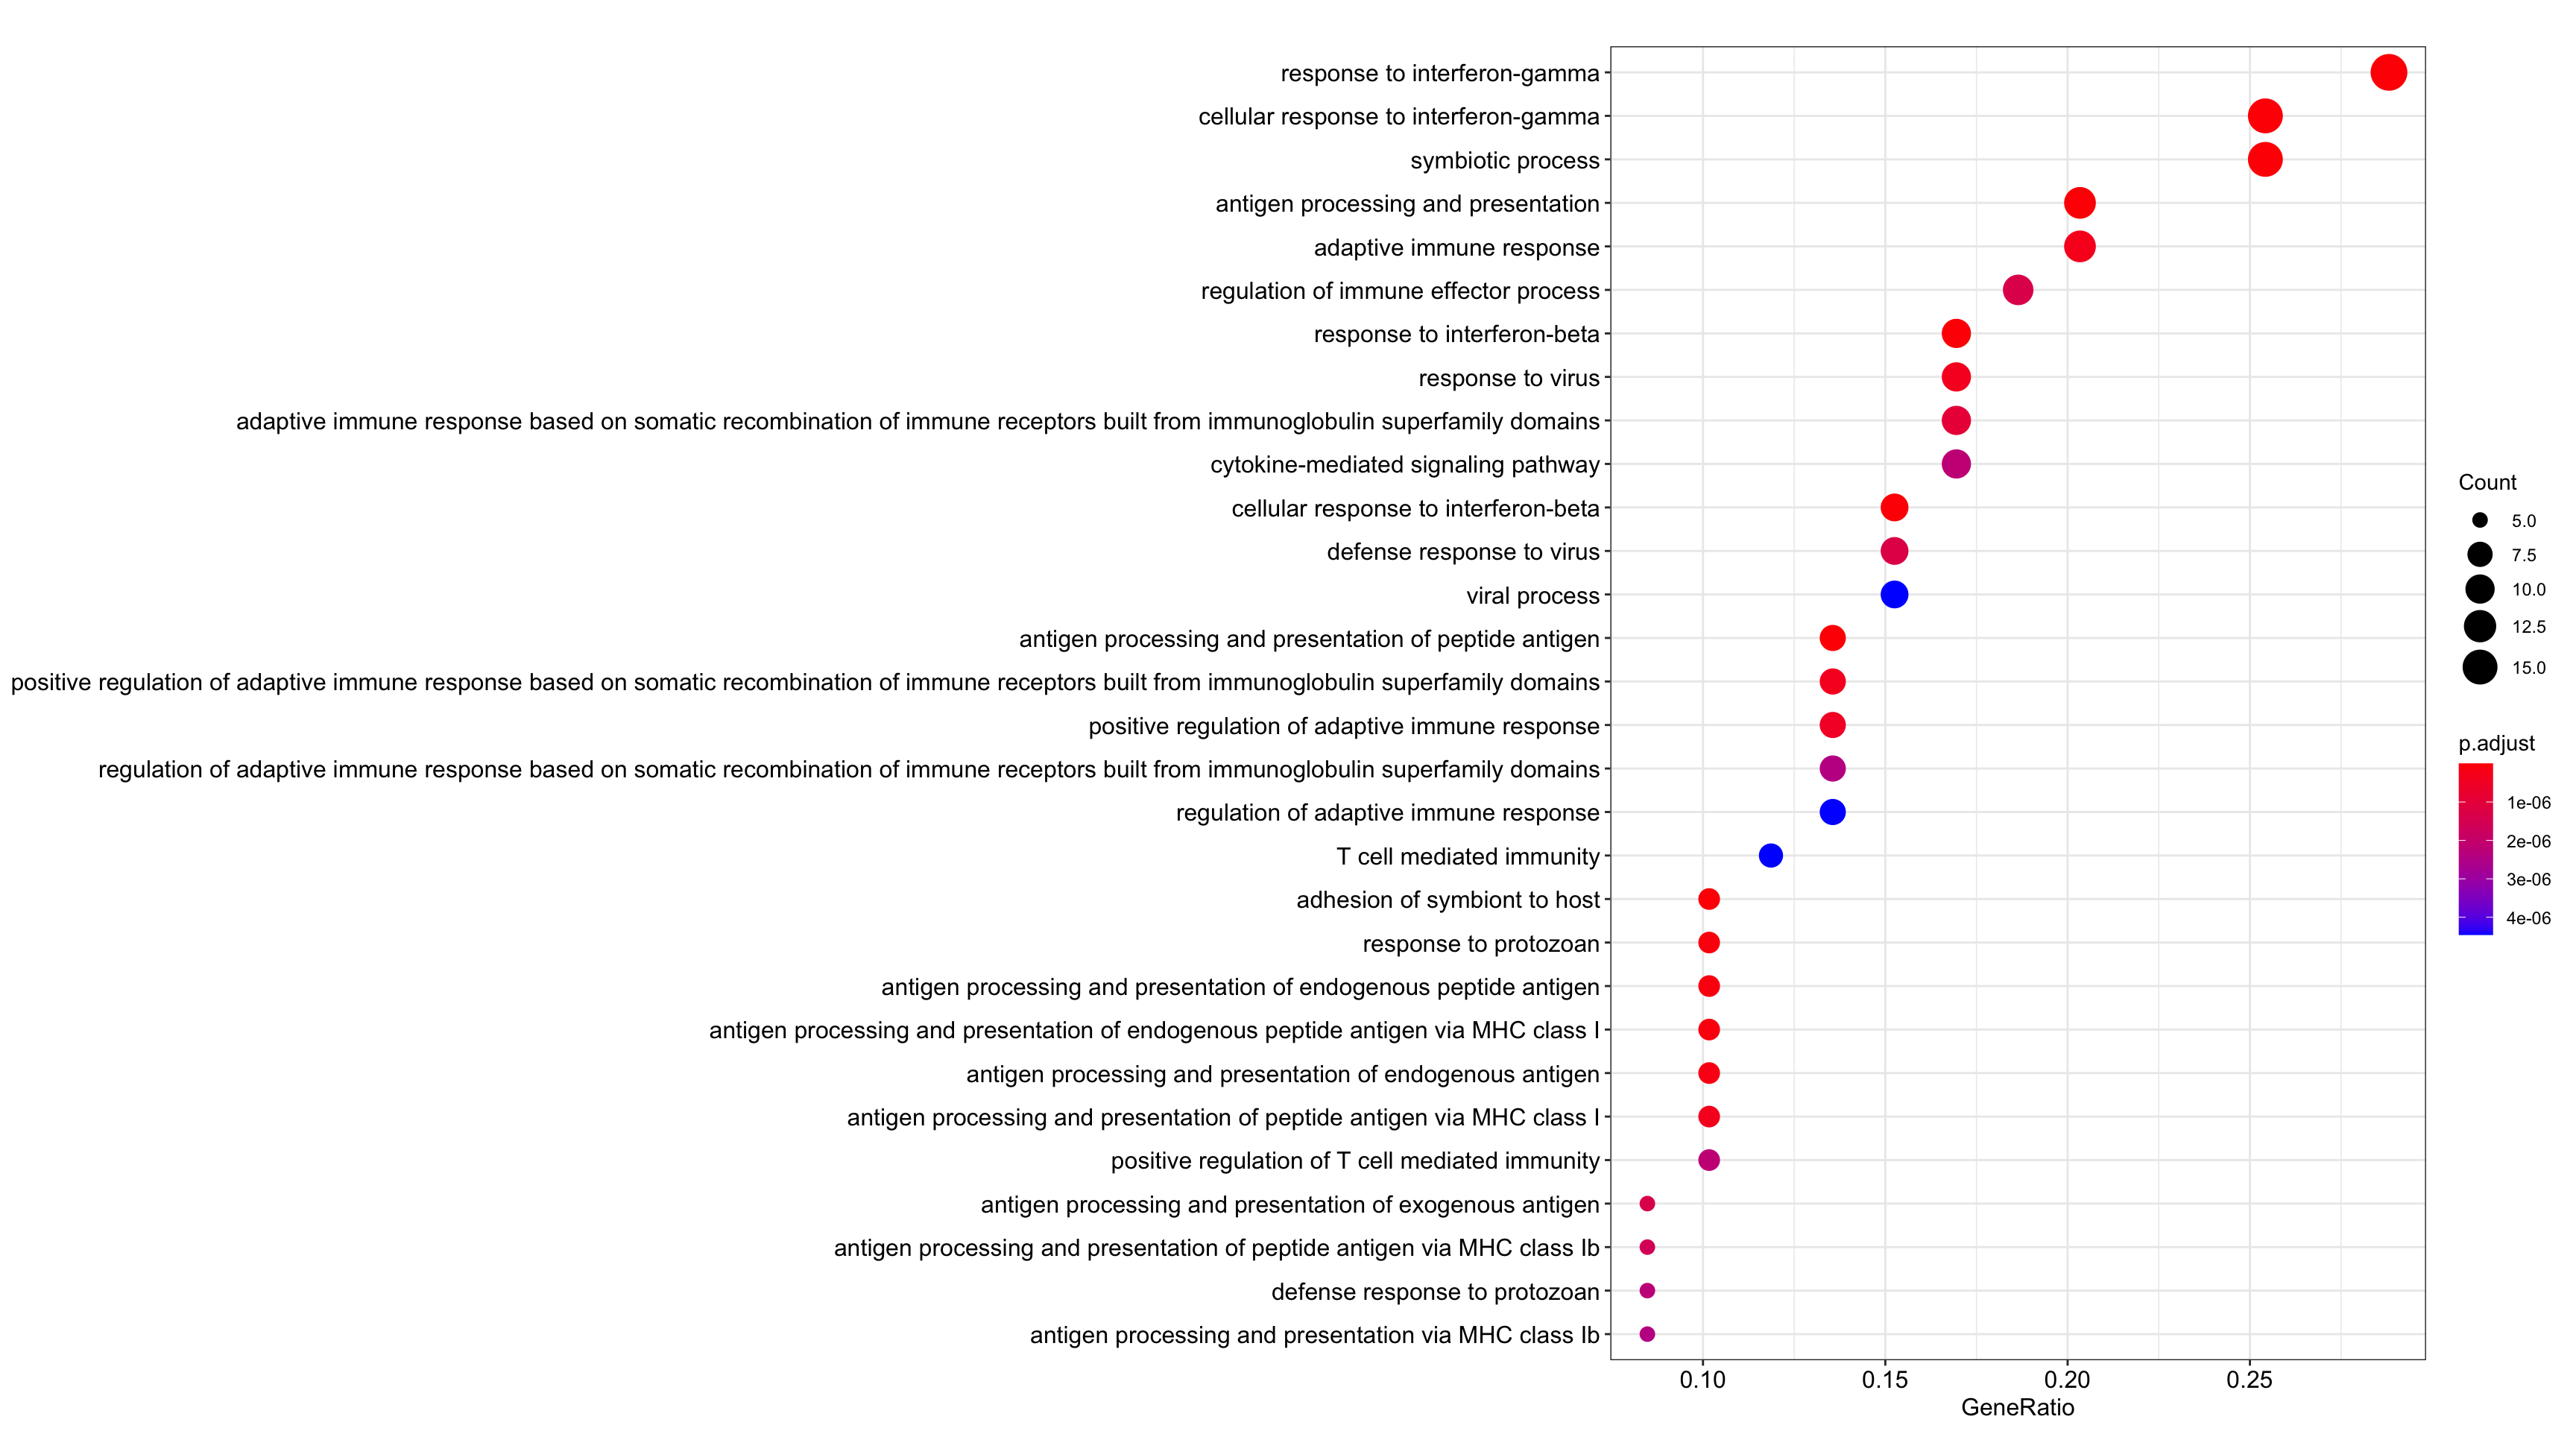 response to interferon-gamma
cellular response to interferon-gamma
symbiotic process
antigen processing and presentation
adaptive immune response
regulation of immune effector process
response to interferon-beta
response to virus
adaptive immune response based on somatic recombination of immune receptors built from immunoglobulin superfamily domains
cytokine-mediated signaling pathway
cellular response to interferon-beta
defense response to virus
viral process
antigen processing and presentation of peptide antigen
positive regulation of adaptive immune response based on somatic recombination of immune receptors built from immunoglobulin superfamily domains
positive regulation of adaptive immune response
regulation of adaptive immune response based on somatic recombination of immune receptors built from immunoglobulin superfamily domains
regulation of adaptive immune response
T cell mediated immunity
adhesion of symbiont to host
response to protozoan
antigen processing and presentation of endogenous peptide antigen
antigen processing and presentation of endogenous peptide antigen via MHC class I
antigen processing and presentation of endogenous antigen
antigen processing and presentation of peptide antigen via MHC class I
positive regulation of T cell mediated immunity
antigen processing and presentation of exogenous antigen
antigen processing and presentation of peptide antigen via MHC class Ib
defense response to protozoan
antigen processing and presentation via MHC class Ib
0.10 0.15 0.20 0.25
GeneRatio
Count
5.0
7.5
10.0
12.5
15.0
p.adjust
1e-06
2e-06
3e-06
4e-06